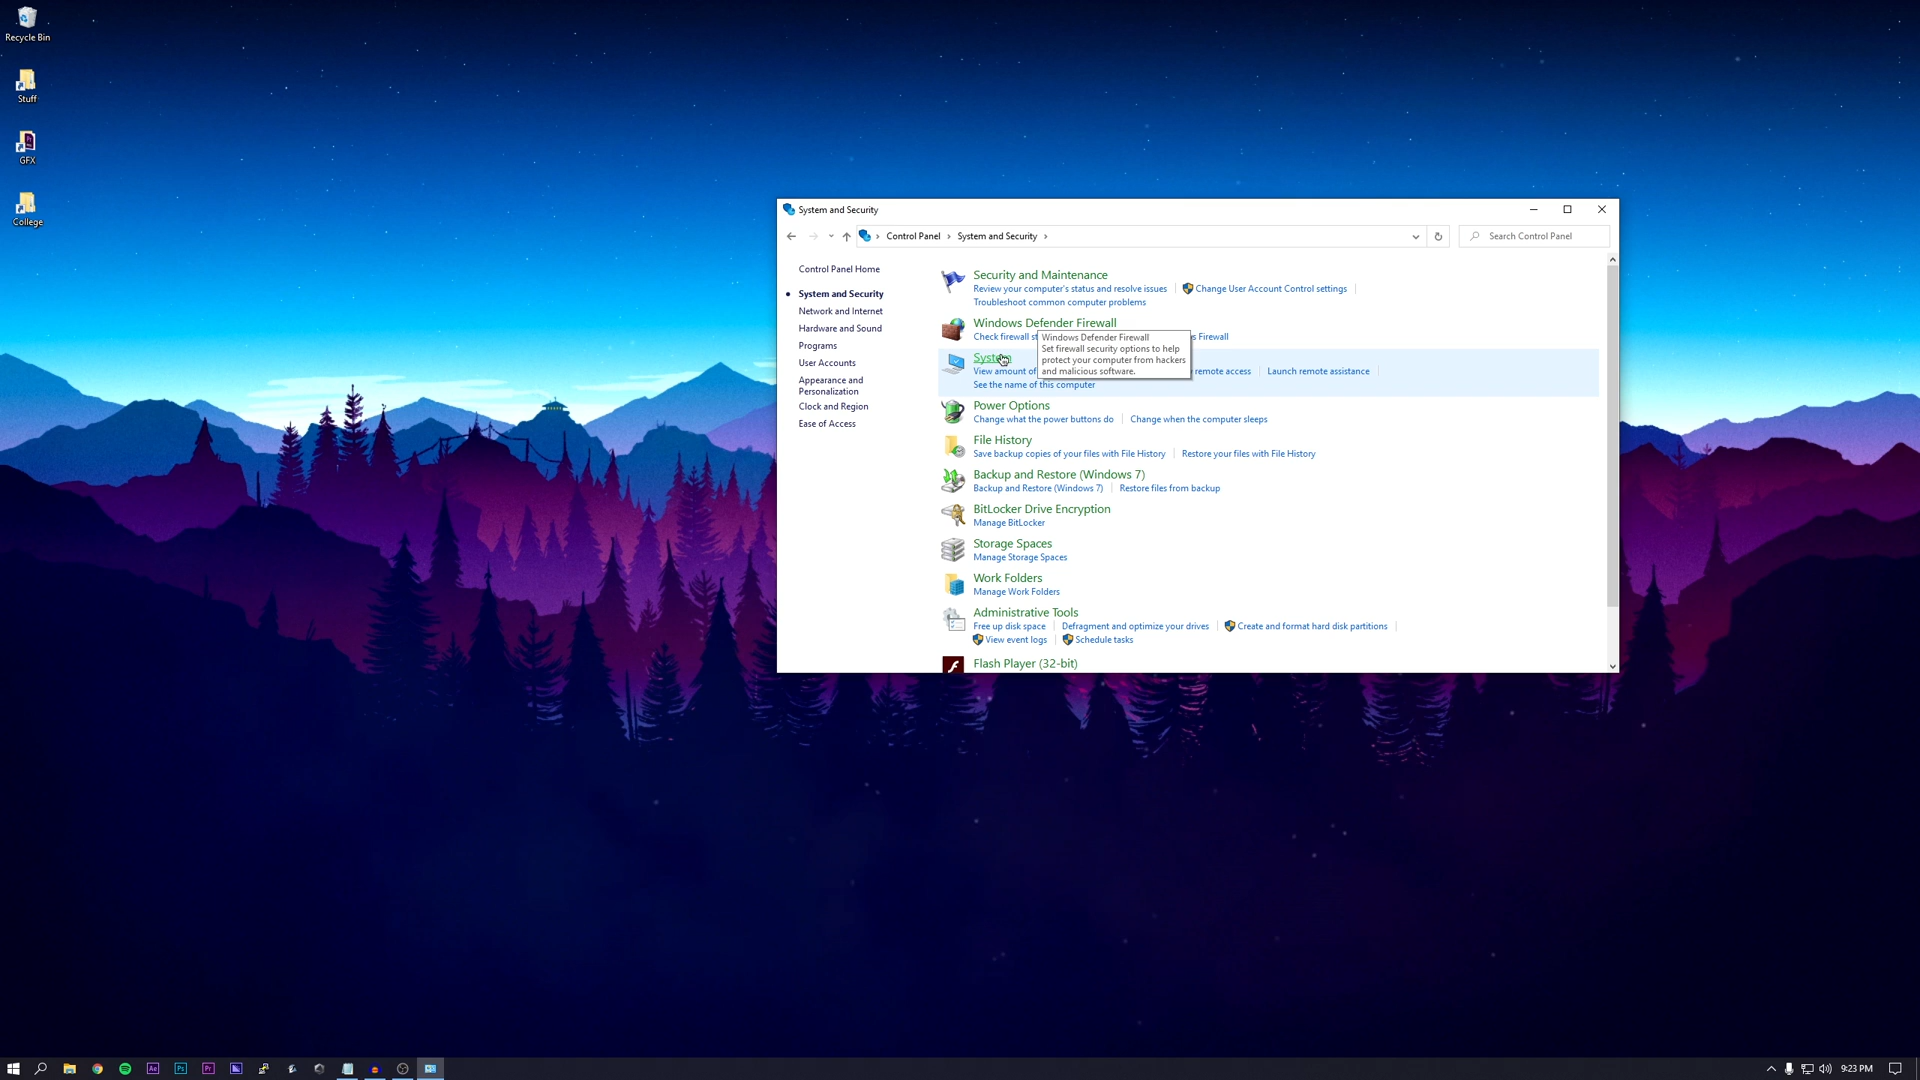 Recycle Bin
Stuff
GFX
College
System and Security
Control Panel
System and Security
Search Control Panel
Control Panel Home
System and Security
Network and Internet
Hardware and Sound
Programs
User Accounts
Appearance and
Personalization
Clock and Region
Ease of Access
Security and Maintenance
Review your computer's status and resolve issues
Change User Account Control settings
Troubleshoot common computer problems
Windows Defender Firewall
Check firewall st
s Firewall
Windows Defender Firewall
Set firewall security options to help
protect your computer from hackers
and malicious software.
System
View amount of
remote access
Launch remote assistance
See the name of this computer
Power Options
Change what the power buttons do
Change when the computer sleeps
File History
Save backup copies of your files with File History
Restore your files with File History
Backup and Restore (Windows 7)
Backup and Restore (Windows 7)
Restore files from backup
BitLocker Drive Encryption
Manage BitLocker
Storage Spaces
Manage Storage Spaces
Work Folders
Manage Work Folders
Administrative Tools
Free up disk space
Defragment and optimize your drives
Create and format hard disk partitions
View event logs
Schedule tasks
Flash Player (32-bit)
Ae
Ps
Pr
9:23 PM